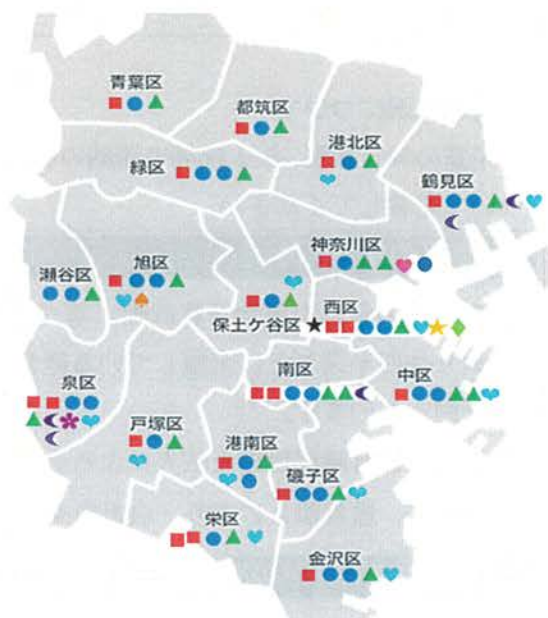 青葉区
都筑区
港北区
緑区
鶴見区
神奈川区
瀬谷区
旭区
西区
保土ケ谷区
南区
中区
泉区
戸塚区
港南区
磯子区
栄区
金沢区